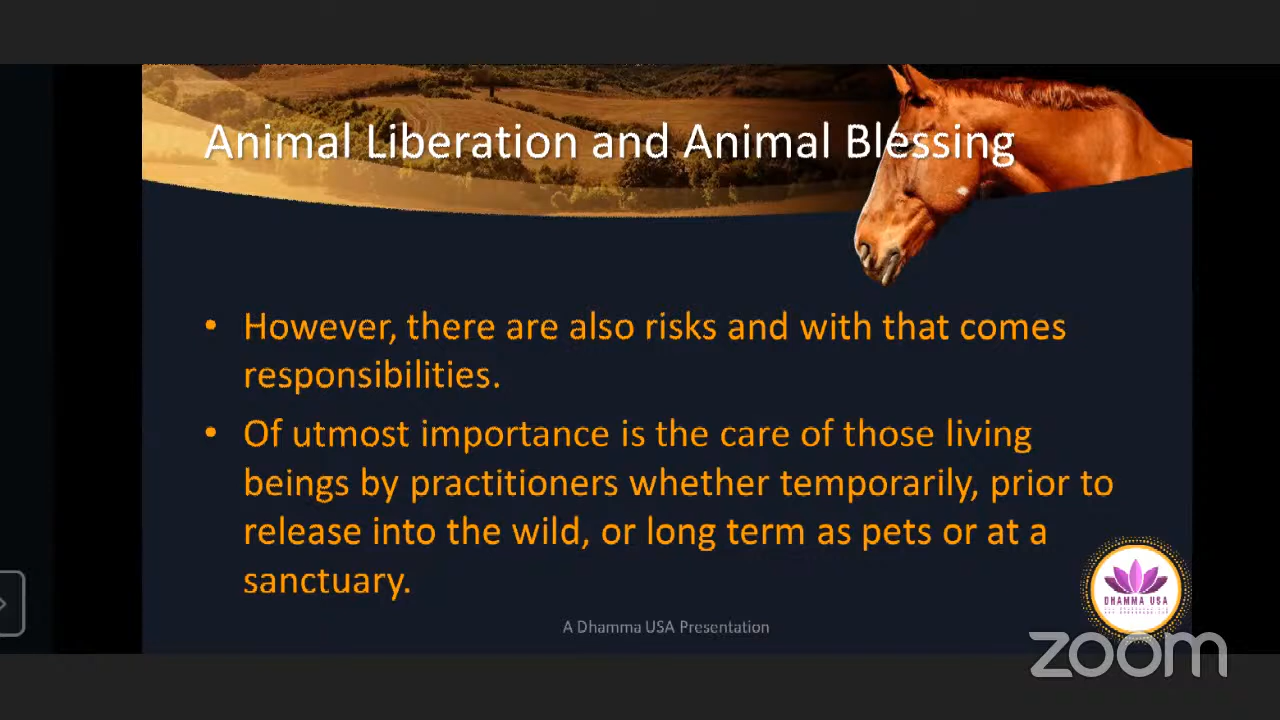 Animal Liberation and Animal Blessing
• However, there are also risks and with that comes
responsibilities.
• Of utmost importance is the care of those living
beings by practitioners whether temporarily, prior to
release into the wild, or long term as pets or at a
sanctuary.
DHAMMA USA
A Dhamma USA Presentation
zoom